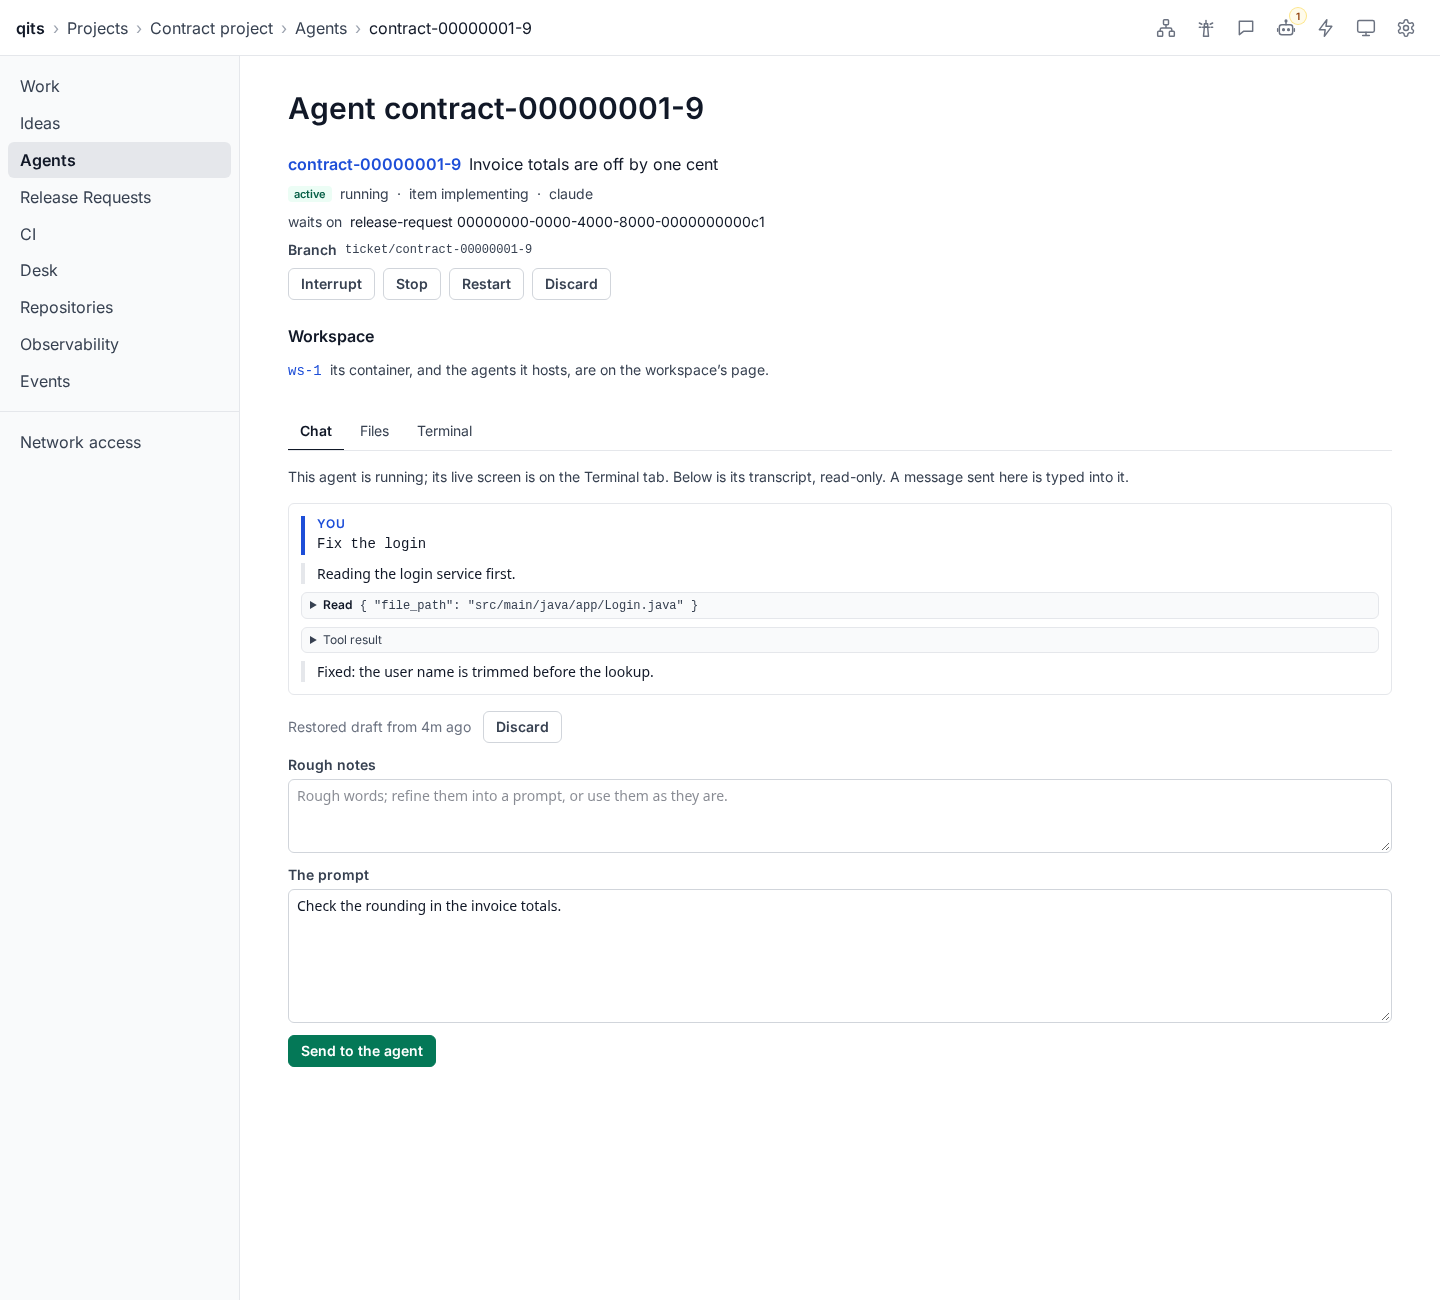 qits › Projects › Contract project › Agents › contract-00000001-9
1
Work
Ideas
Agents
Release Requests
CI
Desk
Repositories
Observability
Events
Network access
Agent contract-00000001-9
contract-00000001-9 Invoice totals are off by one cent
active running · item implementing · claude
waits on release-request 00000000-0000-4000-8000-0000000000c1
Branch ticket/contract-00000001-9
Interrupt Stop Restart Discard
Workspace
ws-1 its container, and the agents it hosts, are on the workspace’s page.
Chat Files Terminal
This agent is running; its live screen is on the Terminal tab. Below is its transcript, read-only. A message sent here is typed into it.
YOU
Fix the login
Reading the login service first.
Read { "file_path": "src/main/java/app/Login.java" }
Tool result
Fixed: the user name is trimmed before the lookup.
Restored draft from 4m ago Discard
Rough notes
Rough words; refine them into a prompt, or use them as they are.
The prompt
Check the rounding in the invoice totals.
Send to the agent